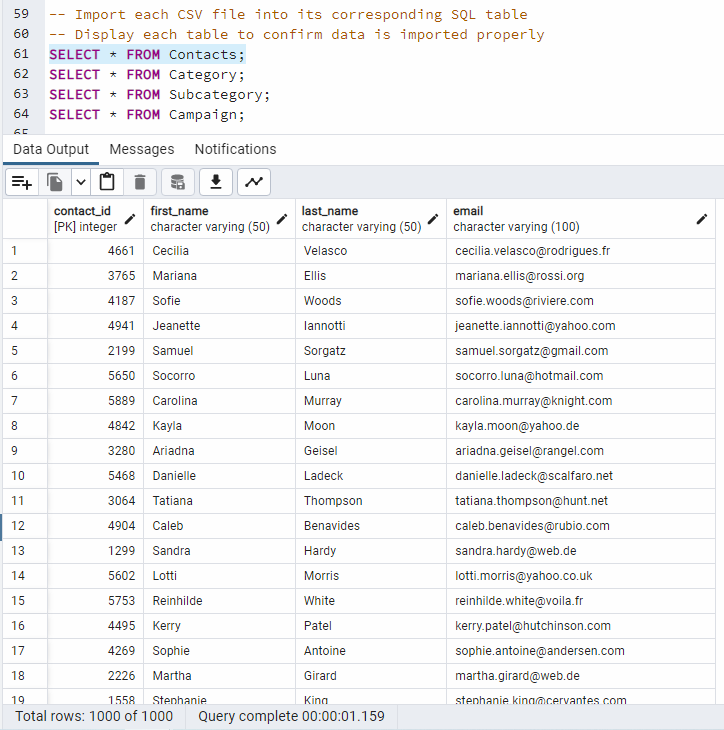 59 -- Import each CSV file into its corresponding SQL table
60 -- Display each table to confirm data is imported properly
61 SELECT * FROM Contacts;
62 SELECT * FROM Category;
63 SELECT * FROM Subcategory;
64 SELECT * FROM Campaign;
65
Data Output Messages Notifications
contact_id first_name last_name email
[PK] integer character varying (50) character varying (50) character varying (100)
1 4661 Cecilia Velasco cecilia.velasco@rodrigues.fr
2 3765 Mariana Ellis mariana.ellis@rossi.org
3 4187 Sofie Woods sofie.woods@riviere.com
4 4941 Jeanette Iannotti jeanette.iannotti@yahoo.com
5 2199 Samuel Sorgatz samuel.sorgatz@gmail.com
6 5650 Socorro Luna socorro.luna@hotmail.com
7 5889 Carolina Murray carolina.murray@knight.com
8 4842 Kayla Moon kayla.moon@yahoo.de
9 3280 Ariadna Geisel ariadna.geisel@rangel.com
10 5468 Danielle Ladeck danielle.ladeck@scalfaro.net
11 3064 Tatiana Thompson tatiana.thompson@hunt.net
12 4904 Caleb Benavides caleb.benavides@rubio.com
13 1299 Sandra Hardy sandra.hardy@web.de
14 5602 Lotti Morris lotti.morris@yahoo.co.uk
15 5753 Reinhilde White reinhilde.white@voila.fr
16 4495 Kerry Patel kerry.patel@hutchinson.com
17 4269 Sophie Antoine sophie.antoine@andersen.com
18 2226 Martha Girard martha.girard@web.de
19 1558 Stephanie King stephanie.king@cervantes.com
Total rows: 1000 of 1000 Query complete 00:00:01.159